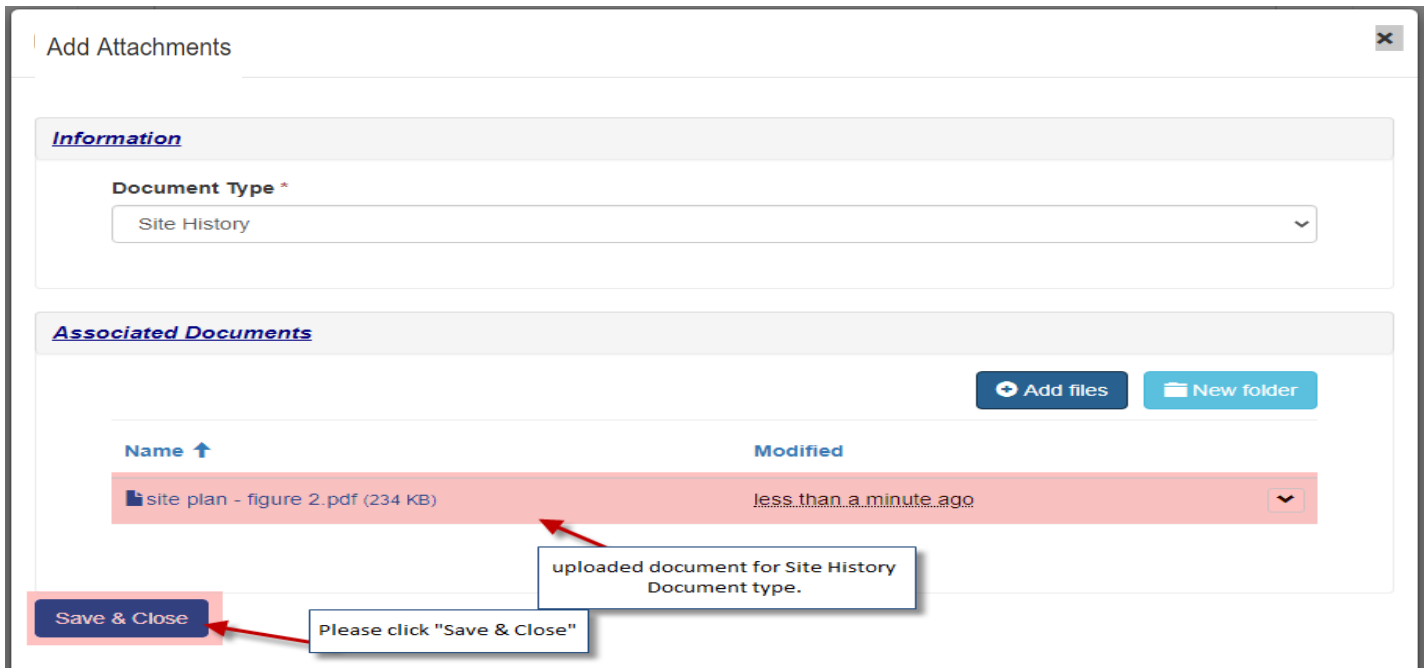 Add Attachments
Information
Document Type *
Site History
Associated Documents
Add files
New folder
Name
Modified
site plan - figure 2.pdf (234 KB)
less than a minute ago
uploaded document for Site History
Document type.
Save & Close
Please click "Save & Close"